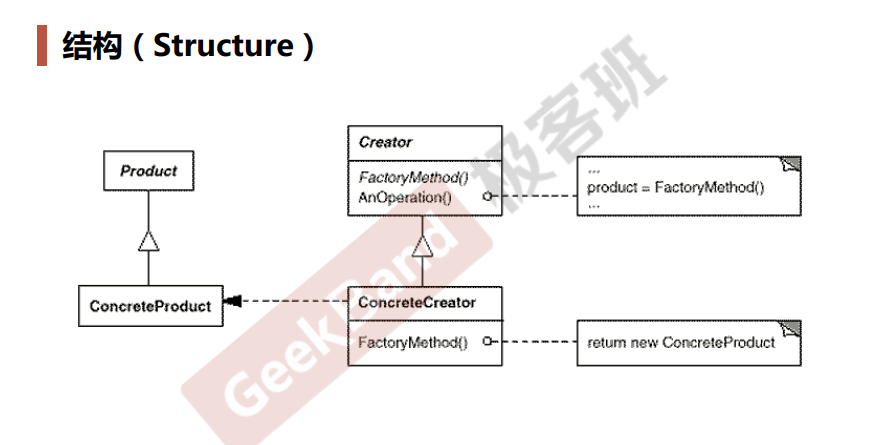 结构（Structure）
Product
ConcreteProduct
Creator
FactoryMethod()
AnOperation()
...
product = FactoryMethod()
...
ConcreteCreator
FactoryMethod()
return new ConcreteProduct
GeekBand 极客班